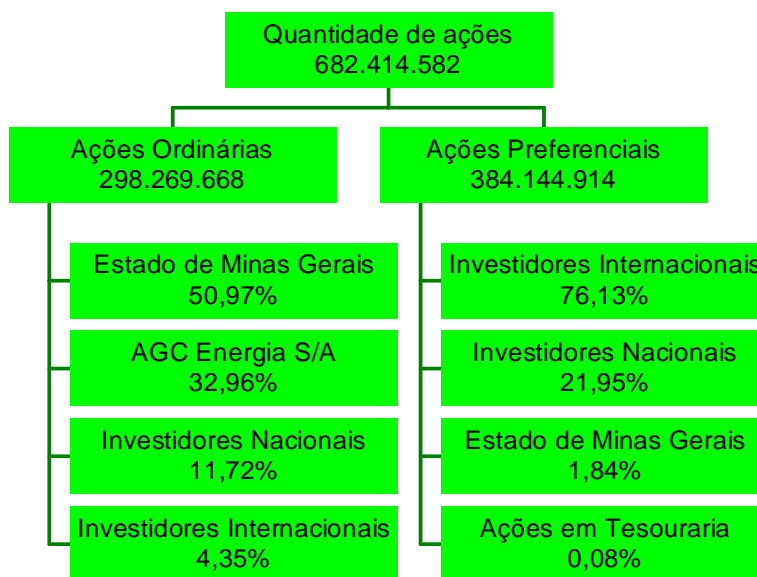 Quantidade de ações
682.414.582
Ações Ordinárias
298.269.668
Estado de Minas Gerais
50,97%
AGC Energia S/A
32,96%
Investidores Nacionais
11,72%
Investidores Internacionais
4,35%
Ações Preferenciais
384.144.914
Investidores Internacionais
76,13%
Investidores Nacionais
21,95%
Estado de Minas Gerais
1,84%
Ações em Tesouraria
0,08%